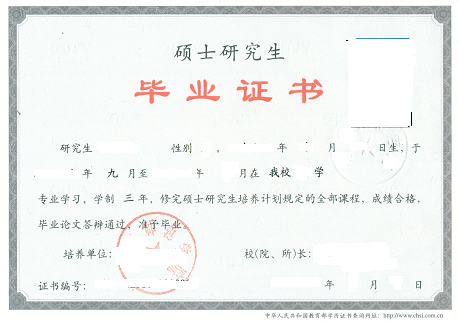 硕士研究生
毕业证书
研究生 性别 , 年 月 日生,于
年 九 月至 年 月在 我校 学
专业学习,学制 三 年,修完硕士研究生培养计划规定的全部课程,成绩合格,
毕业论文答辩通过,准予毕业。
培养单位: 校(院、所)长:
证书编号: 年 月 日
中华人民共和国教育部学历证书查询网址:http://www.chsi.com.cn